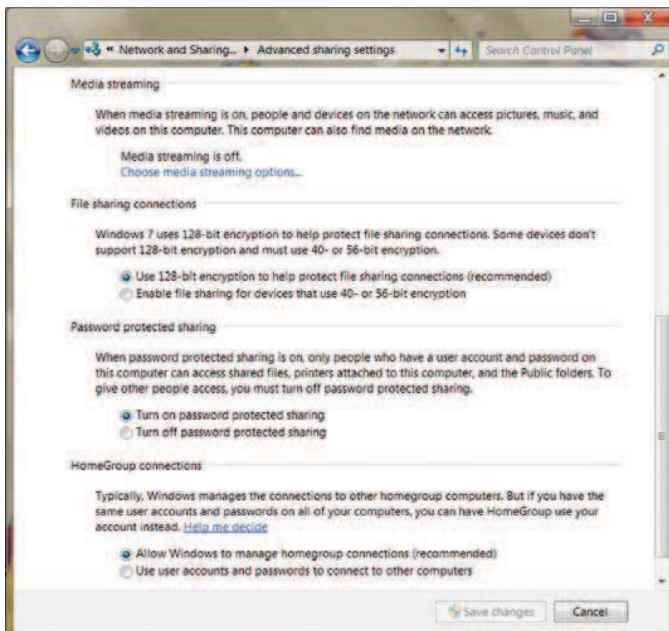 « Network and Sharing... ▸ Advanced sharing settings Search Control Panel
Media streaming
When media streaming is on, people and devices on the network can access pictures, music, and
videos on this computer. This computer can also find media on the network.
Media streaming is off.
Choose media streaming options...
File sharing connections
Windows 7 uses 128-bit encryption to help protect file sharing connections. Some devices don't
support 128-bit encryption and must use 40- or 56-bit encryption.
Use 128-bit encryption to help protect file sharing connections (recommended)
Enable file sharing for devices that use 40- or 56-bit encryption
Password protected sharing
When password protected sharing is on, only people who have a user account and password on
this computer can access shared files, printers attached to this computer, and the Public folders. To
give other people access, you must turn off password protected sharing.
Turn on password protected sharing
Turn off password protected sharing
HomeGroup connections
Typically, Windows manages the connections to other homegroup computers. But if you have the
same user accounts and passwords on all of your computers, you can have HomeGroup use your
account instead. Help me decide
Allow Windows to manage homegroup connections (recommended)
Use user accounts and passwords to connect to other computers
Save changes Cancel